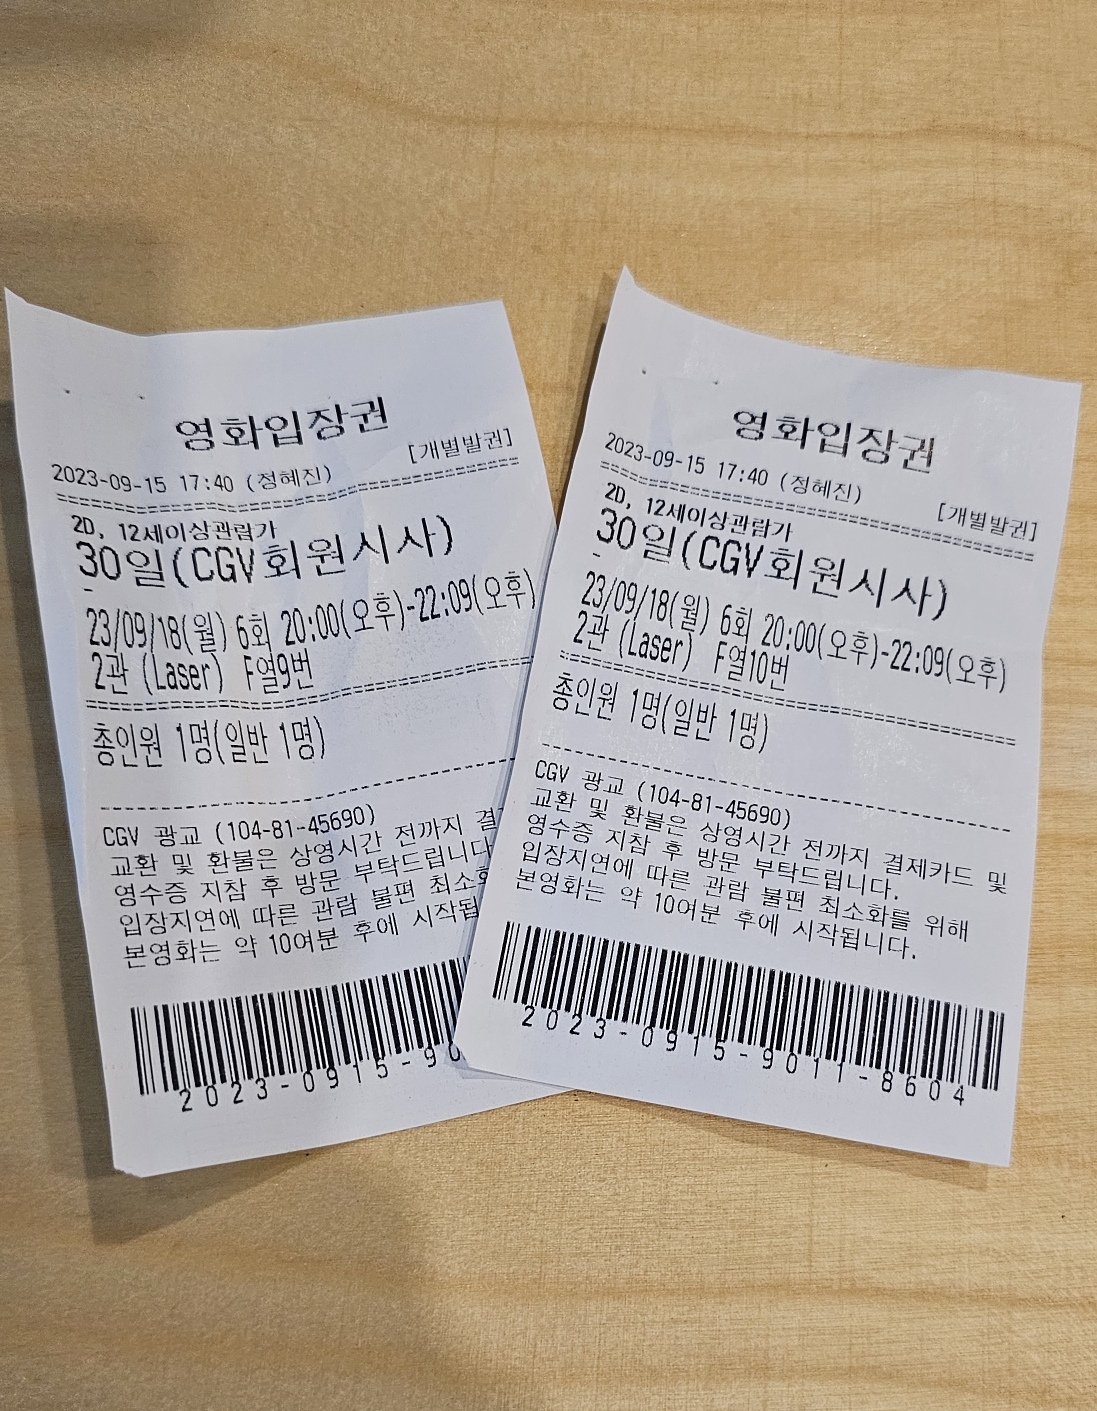 영화입장권
[개별발권]
2023-09-15 17:40 (정혜진)
2D, 12세이상관람가
30일(CGV회원시사)
-
23/09/18(월) 6회 20:00(오후)-22:09(오후)
2관 (Laser) F열9번
총인원 1명(일반 1명)
CGV 광교 (104-81-45690)
교환 및 환불은 상영시간 전까지 결
영수증 지참 후 방문 부탁드립니다
입장지연에 따른 관람 불편 최소
본영화는 약 10여분 후에 시작됩
2023-0915-90
영화입장권
2023-09-15 17:40 (정혜진)
[개별발권]
2D, 12세이상관람가
30일(CGV회원시사)
-
23/09/18(월) 6회 20:00(오후)-22:09(오후)
2관 (Laser) F열10번
총인원 1명(일반 1명)
CGV 광교 (104-81-45690)
교환 및 환불은 상영시간 전까지 결제카드 및
영수증 지참 후 방문 부탁드립니다.
입장지연에 따른 관람 불편 최소화를 위해
본영화는 약 10여분 후에 시작됩니다.
2023-0915-9011-8604